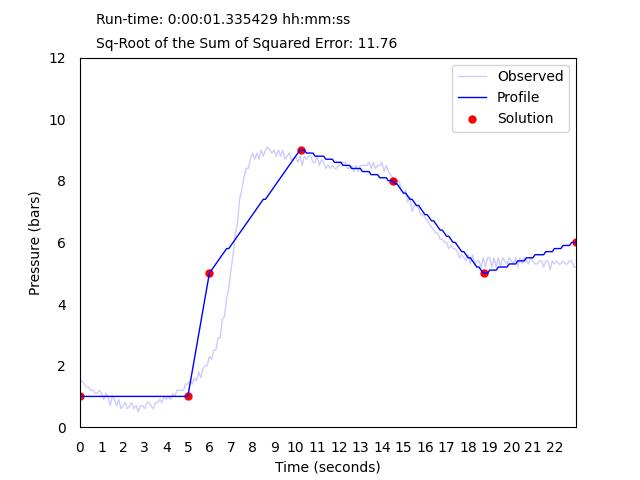 Run-time: 0:00:01.335429 hh:mm:ss
Sq-Root of the Sum of Squared Error: 11.76
12
10
8
6
4
2
0
Pressure (bars)
Observed
Profile
Solution
0 1 2 3 4 5 6 7 8 9 10 11 12 13 14 15 16 17 18 19 20 21 22
Time (seconds)